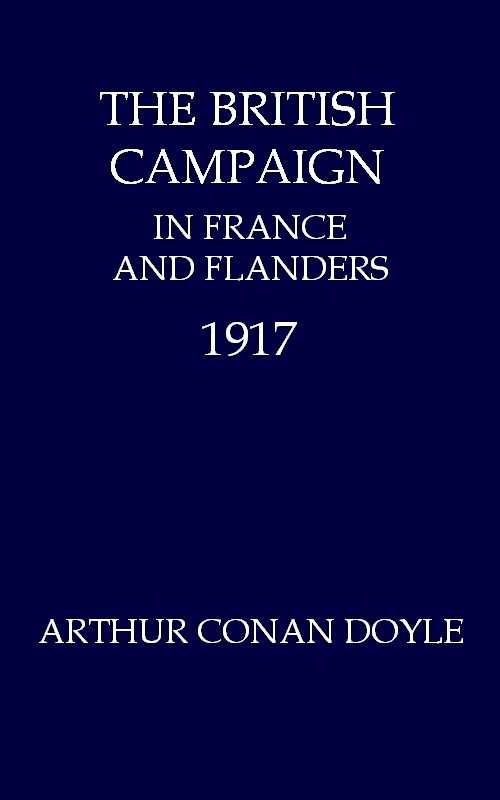 THE BRITISH
CAMPAIGN
IN FRANCE
AND FLANDERS
1917
ARTHUR CONAN DOYLE